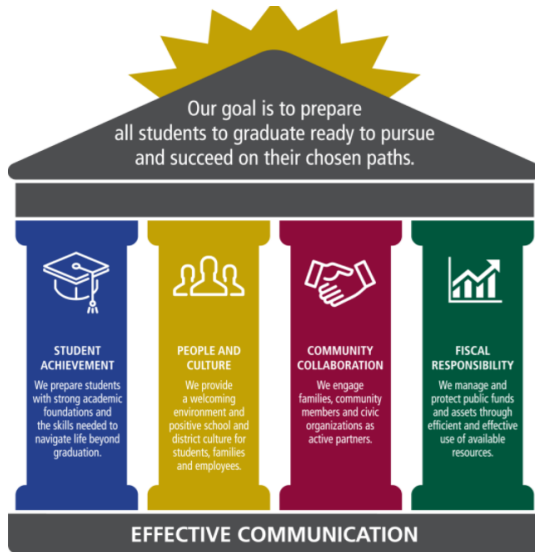 Our goal is to prepare
all students to graduate ready to pursue
and succeed on their chosen paths.
STUDENT
ACHIEVEMENT
We prepare students
with strong academic
foundations and
the skills needed to
navigate life beyond
graduation.
PEOPLE AND
CULTURE
We provide
a welcoming
environment and
positive school and
district culture for
students, families
and employees.
COMMUNITY
COLLABORATION
We engage
families, community
members and civic
organizations as
active partners.
FISCAL
RESPONSIBILITY
We manage and
protect public funds
and assets through
efficient and effective
use of available
resources.
EFFECTIVE COMMUNICATION